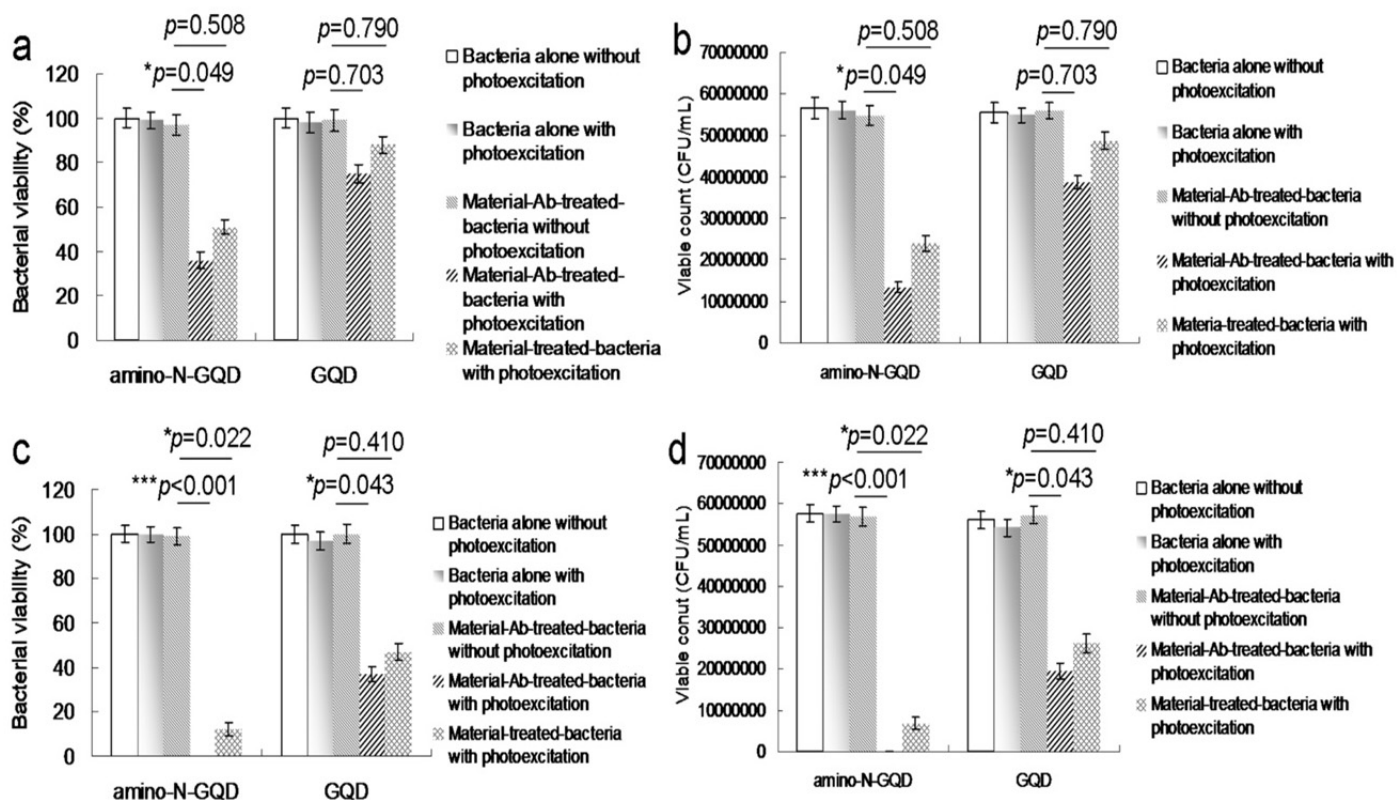 a
p=0.508
p=0.790
*p=0.049
p=0.703
Bacterial viability (%)
120
100
80
60
40
20
0
amino-N-GQD
GQD
Bacteria alone without
photoexcitation
Bacteria alone with
photoexcitation
Material-Ab-treated-
bacteria without
photoexcitation
Material-Ab-treated-
bacteria with
photoexcitation
Material-treated-bacteria
with photoexcitation
b
p=0.508
p=0.790
*p=0.049
p=0.703
Viable count (CFU/mL)
70000000
60000000
50000000
40000000
30000000
20000000
10000000
0
amino-N-GQD
GQD
Bacteria alone without
photoexcitation
Bacteria alone with
photoexcitation
Material-Ab-treated-bacteria
without photoexcitation
Material-Ab-treated-bacteria with
photoexcitation
Materia-treated-bacteria with
photoexcitation
c
*p=0.022
p=0.410
***p<0.001
*p=0.043
Bacterial viability (%)
120
100
80
60
40
20
0
amino-N-GQD
GQD
Bacteria alone without
photoexcitation
Bacteria alone with
photoexcitation
Material-Ab-treated-bacteria
without photoexcitation
Material-Ab-treated-bacteria
with photoexcitation
Material-treated-bacteria
with photoexcitation
d
*p=0.022
p=0.410
***p<0.001
*p=0.043
Viable conut (CFU/mL)
70000000
60000000
50000000
40000000
30000000
20000000
10000000
0
amino-N-GQD
GQD
Bacteria alone without
photoexcitation
Bacteria alone with
photoexcitation
Material-Ab-treated-bacteria
without photoexcitation
Material-Ab-treated-bacteria with
photoexcitation
Material-treated-bacteria with
photoexcitation